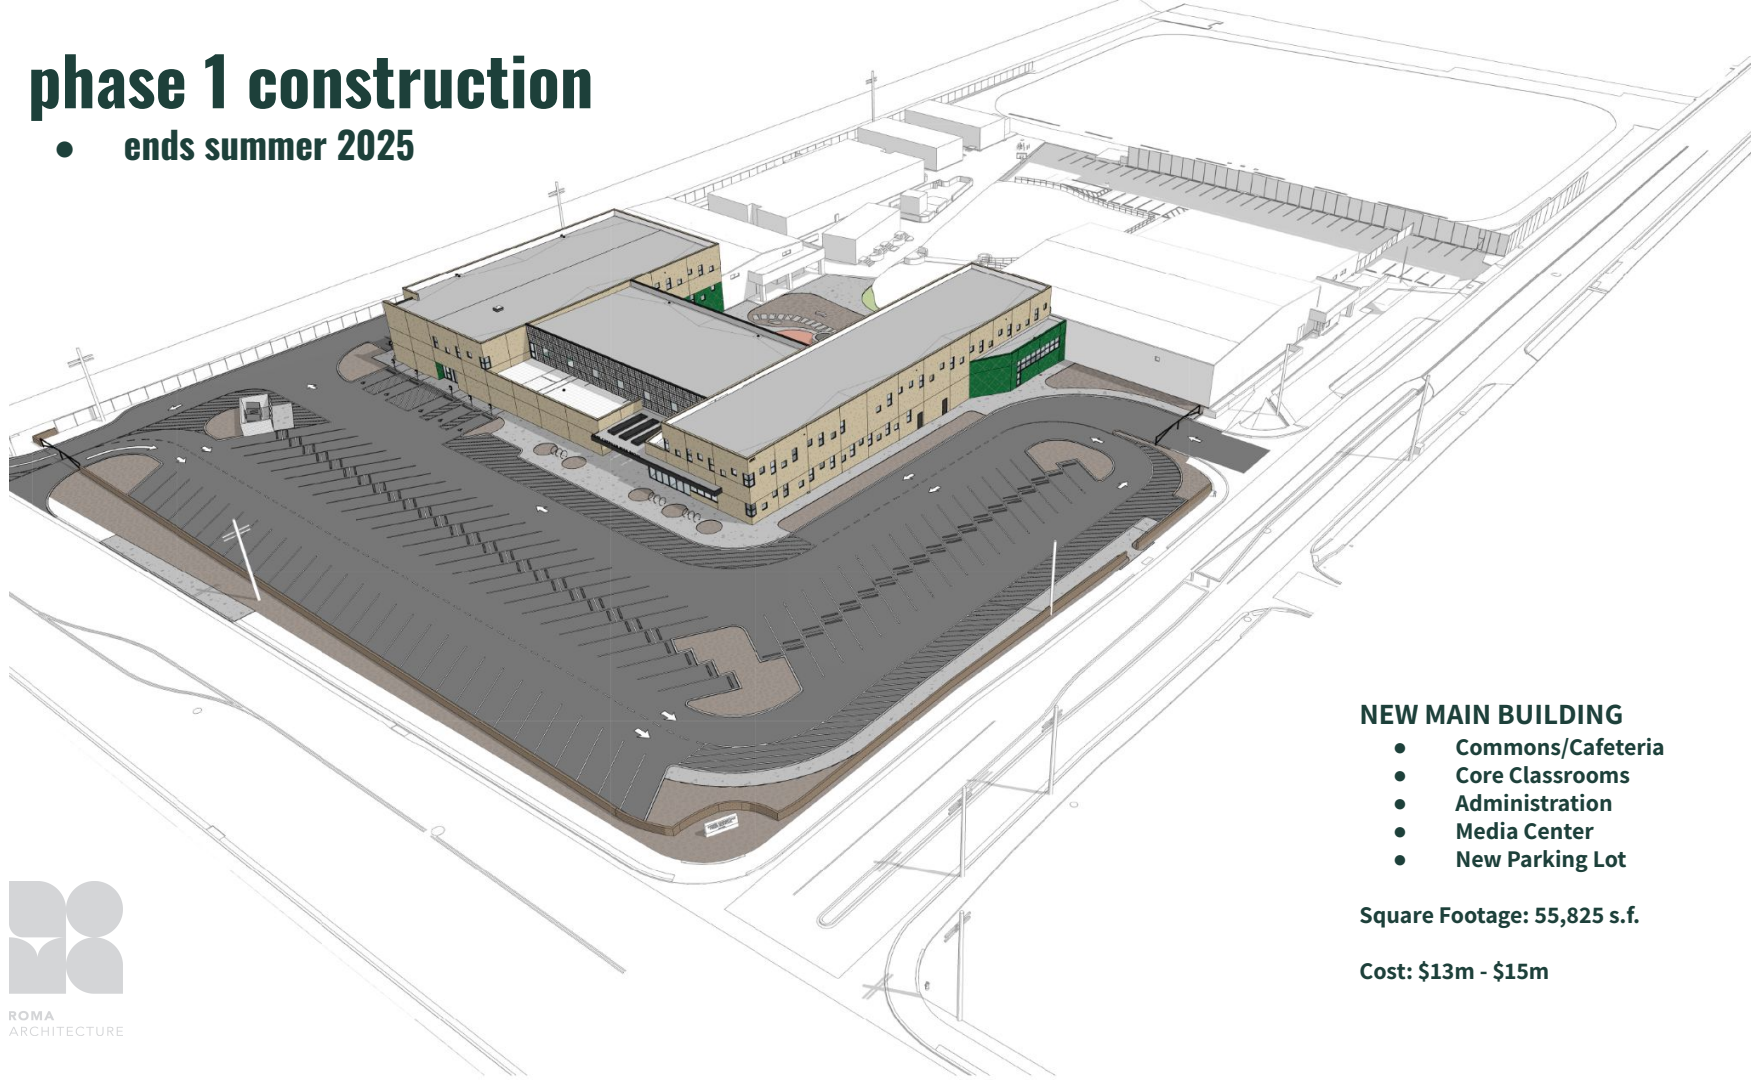 phase 1 construction
● ends summer 2025
NEW MAIN BUILDING
● Commons/Cafeteria
● Core Classrooms
● Administration
● Media Center
● New Parking Lot
Square Footage: 55,825 s.f.
Cost: $13m - $15m
ROMA
ARCHITECTURE